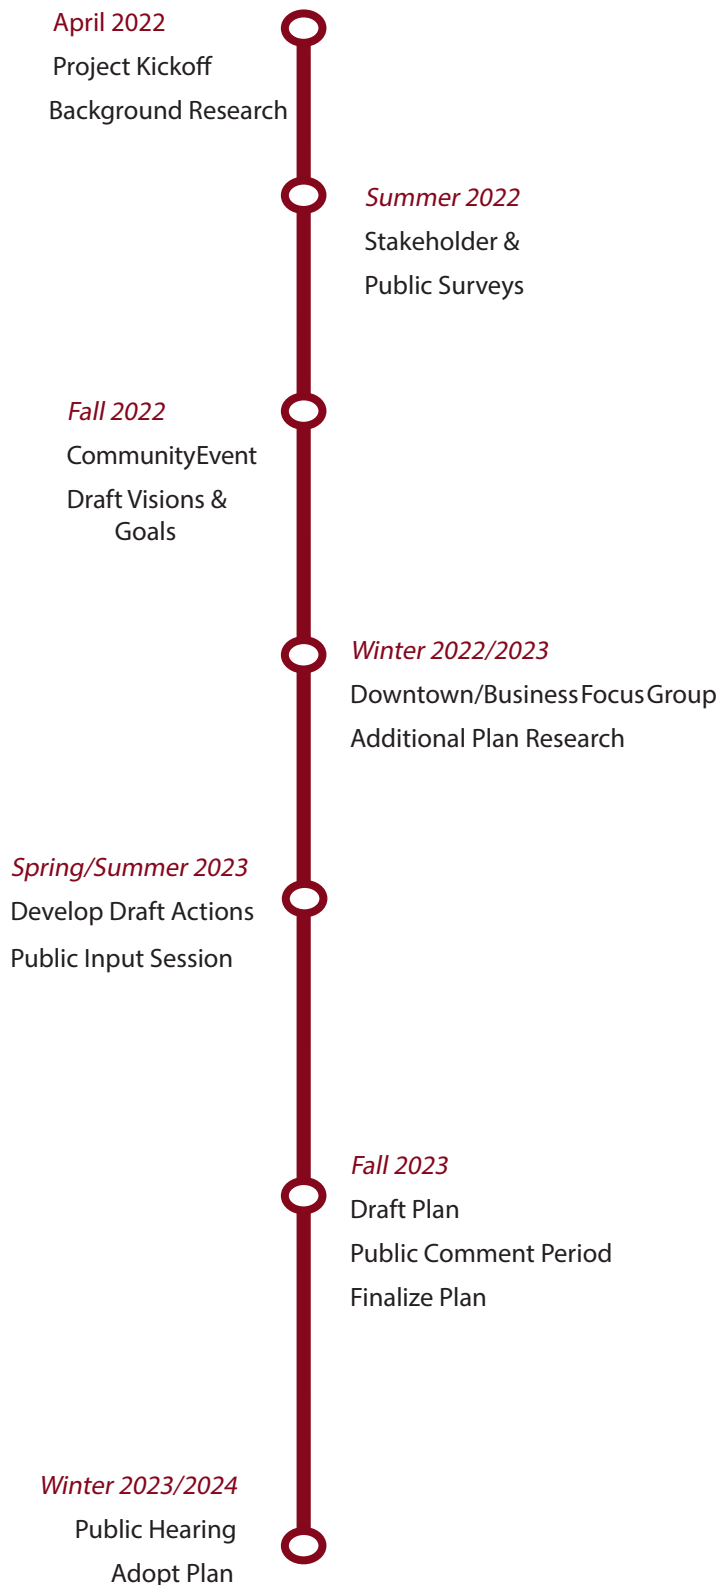 April 2022
Project Kickoff
Background Research
Summer 2022
Stakeholder &
Public Surveys
Fall 2022
CommunityEvent
Draft Visions &
Goals
Winter 2022/2023
Downtown/BusinessFocusGroup
Additional Plan Research
Spring/Summer 2023
Develop Draft Actions
Public Input Session
Fall 2023
Draft Plan
Public Comment Period
Finalize Plan
Winter 2023/2024
Public Hearing
Adopt Plan